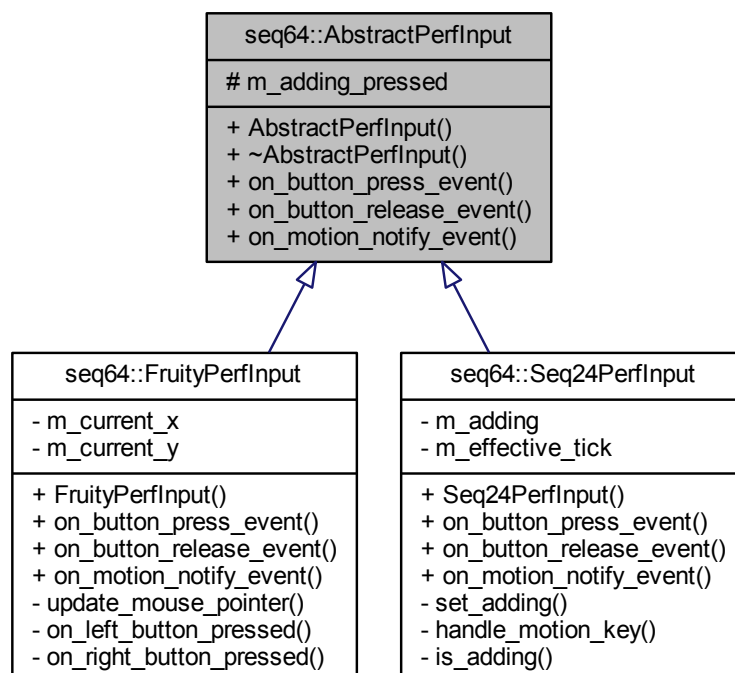 seq64::AbstractPerfInput
# m_adding_pressed
+ AbstractPerfInput()
+ ~AbstractPerfInput()
+ on_button_press_event()
+ on_button_release_event()
+ on_motion_notify_event()
seq64::FruityPerfInput
- m_current_x
- m_current_y
+ FruityPerfInput()
+ on_button_press_event()
+ on_button_release_event()
+ on_motion_notify_event()
- update_mouse_pointer()
- on_left_button_pressed()
- on_right_button_pressed()
seq64::Seq24PerfInput
- m_adding
- m_effective_tick
+ Seq24PerfInput()
+ on_button_press_event()
+ on_button_release_event()
+ on_motion_notify_event()
- set_adding()
- handle_motion_key()
- is_adding()